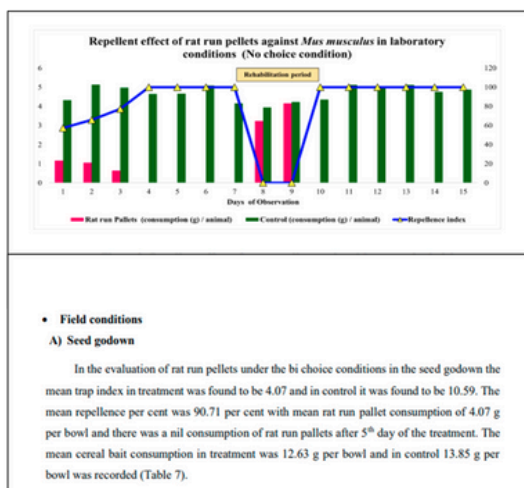 Repellent effect of rat run pellets against Mus musculus in laboratory
conditions (No choice condition)
Rehabilitation period
6 120
5 100
4 80
3 60
2 40
1 20
0 0
1 2 3 4 5 6 7 8 9 10 11 12 13 14 15
Days of Observation
Rat run Pallets (consumption (g) / animal) Control (consumption (g) / animal) Repellence index
• Field conditions
A) Seed godown
In the evaluation of rat run pellets under the bi choice conditions in the seed godown the
mean trap index in treatment was found to be 4.07 and in control it was found to be 10.59. The
mean repellence per cent was 90.71 per cent with mean rat run pallet consumption of 4.07 g
per bowl and there was a nil consumption of rat run pallets after 5th day of the treatment. The
mean cereal bait consumption in treatment was 12.63 g per bowl and in control 13.85 g per
bowl was recorded (Table 7).